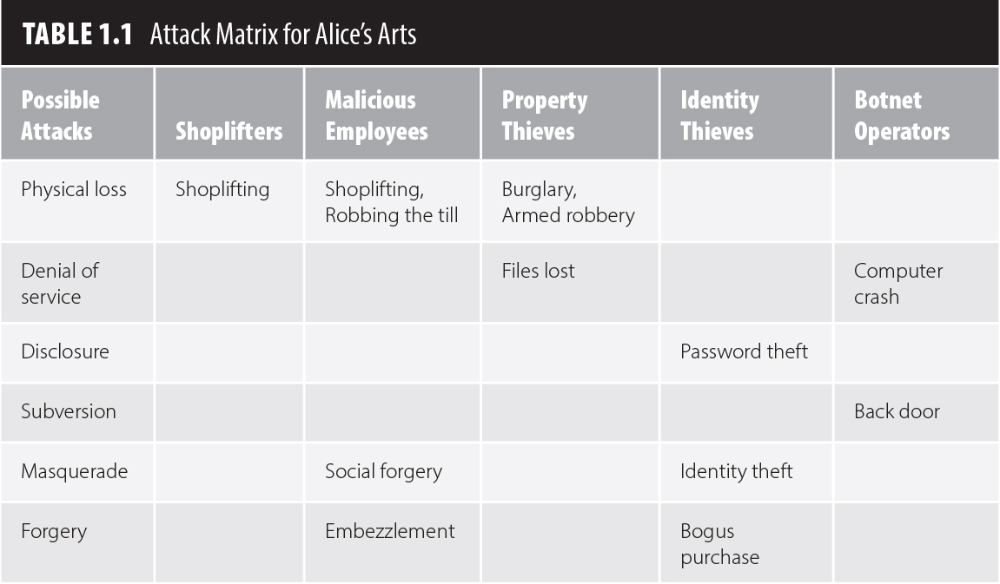 TABLE 1.1 Attack Matrix for Alice’s Arts
Possible
Attacks
Shoplifters
Malicious
Employees
Property
Thieves
Identity
Thieves
Botnet
Operators
Physical loss
Shoplifting
Shoplifting,
Robbing the till
Burglary,
Armed robbery
Denial of
service
Files lost
Computer
crash
Disclosure
Password theft
Subversion
Back door
Masquerade
Social forgery
Identity theft
Forgery
Embezzlement
Bogus
purchase